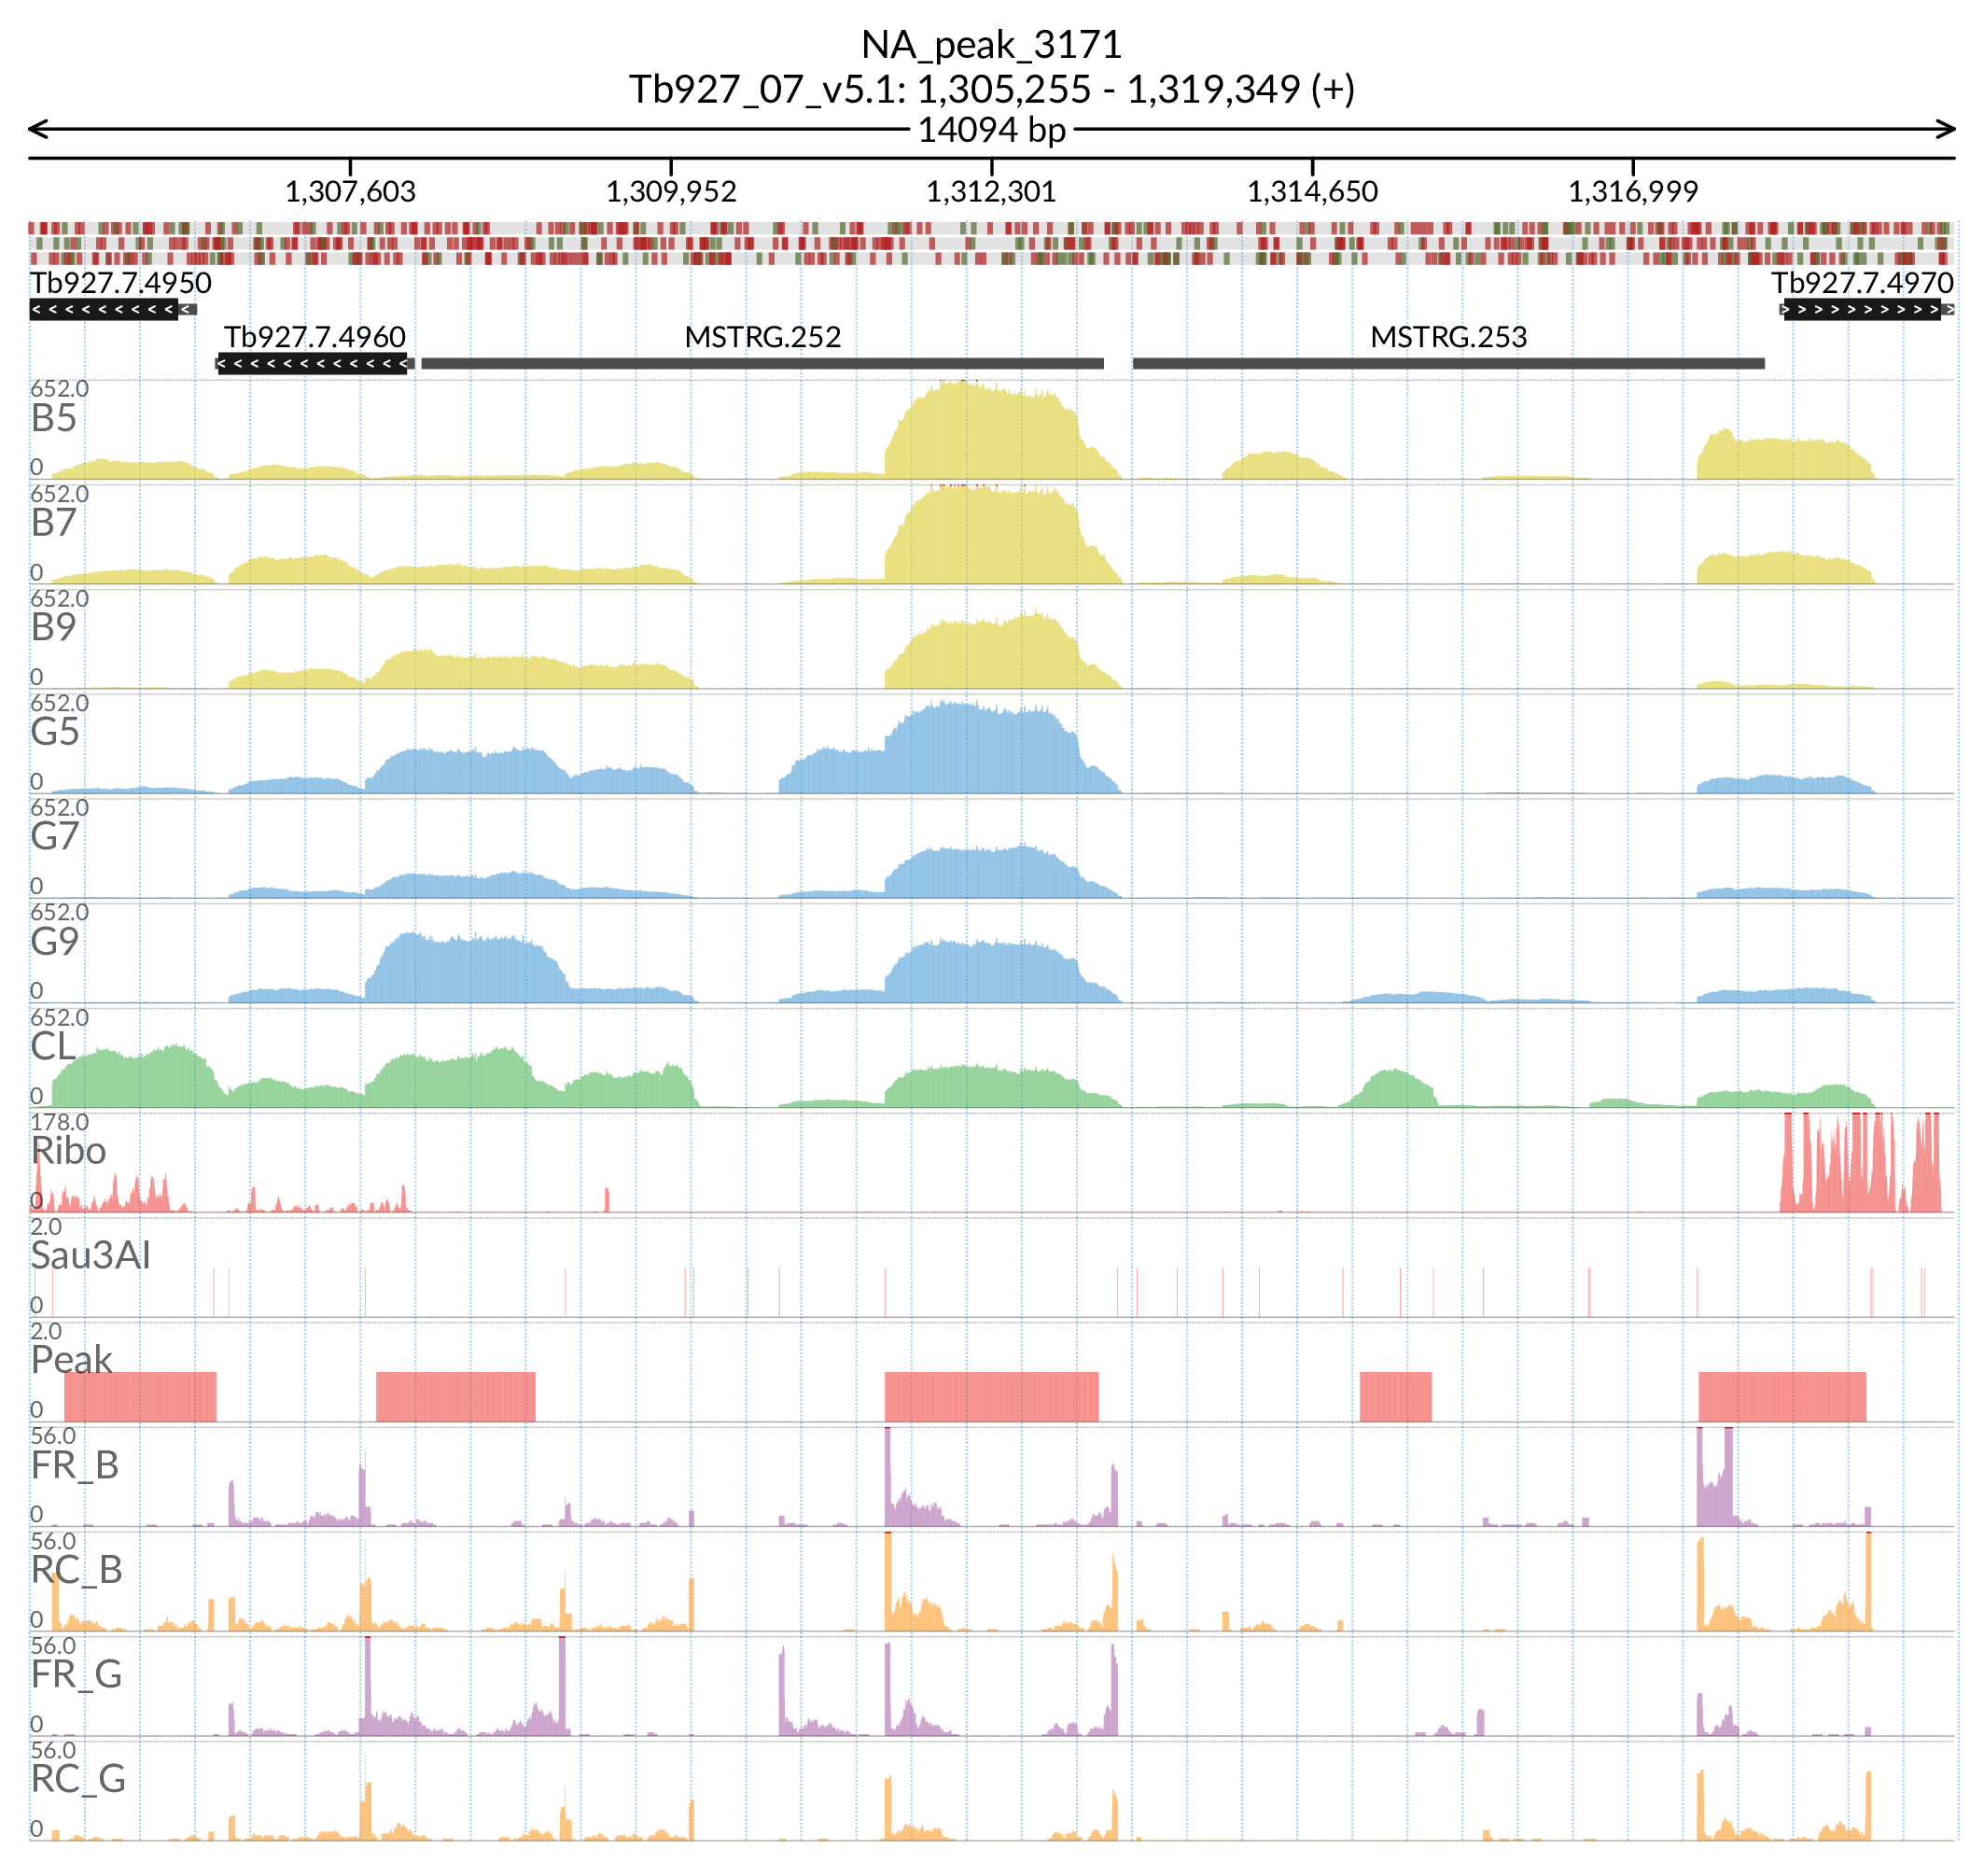 NA_peak_3171
Tb927_07_v5.1: 1,305,255 - 1,319,349 (+)
14094 bp
1,307,603 1,309,952 1,312,301 1,314,650 1,316,999
Tb927.7.4950 Tb927.7.4970
Tb927.7.4960 MSTRG.252 MSTRG.253
652.0
B5
0
652.0
B7
0
652.0
B9
0
652.0
G5
0
652.0
G7
0
652.0
G9
0
652.0
CL
0
178.0
Ribo
0
2.0
Sau3AI
0
2.0
Peak
0
56.0
FR_B
0
56.0
RC_B
0
56.0
FR_G
0
56.0
RC_G
0